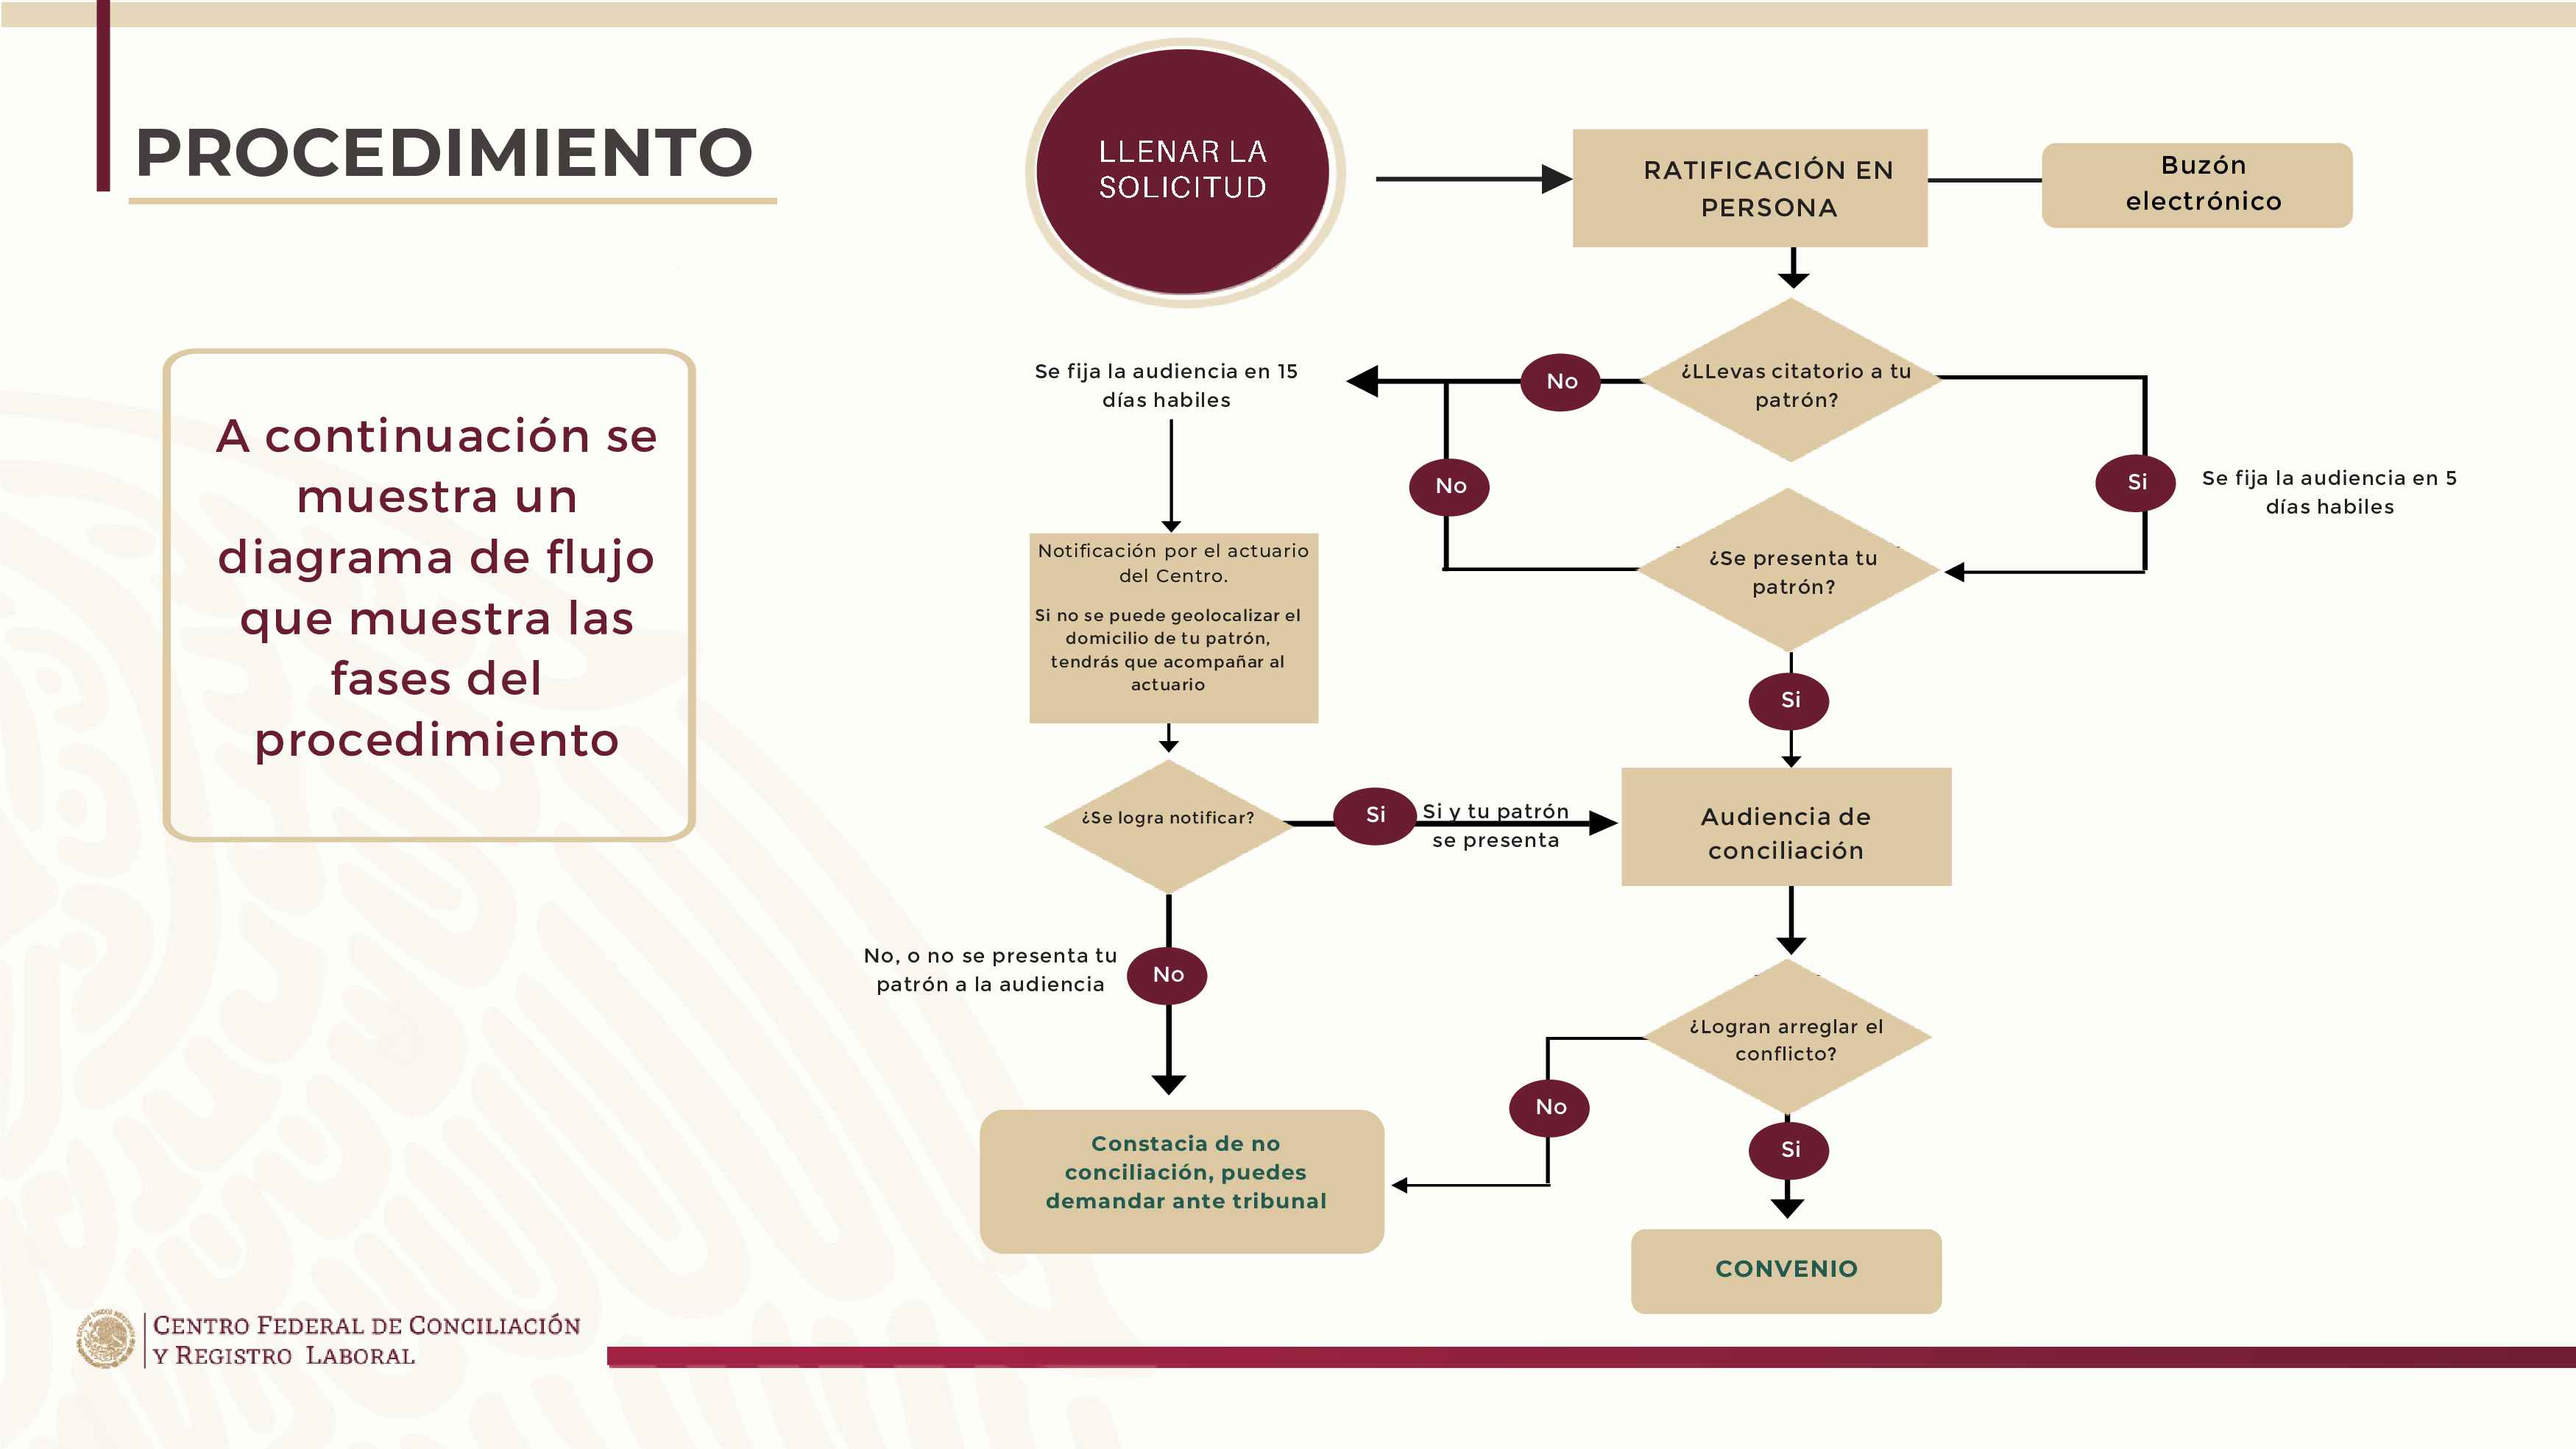 PROCEDIMIENTO
A continuación se
muestra un
diagrama de flujo
que muestra las
fases del
procedimiento
LLENAR LA
SOLICITUD
RATIFICACIÓN EN
PERSONA
Buzón
electrónico
¿LLevas citatorio a tu
patrón?
No
Se fija la audiencia en 15
días habiles
No
Si
Se fija la audiencia en 5
días habiles
¿Se presenta tu
patrón?
Si
Notificación por el actuario
del Centro.
Si no se puede geolocalizar el
domicilio de tu patrón,
tendrás que acompañar al
actuario
¿Se logra notificar?
Si
Si y tu patrón
se presenta
Audiencia de
conciliación
No, o no se presenta tu
patrón a la audiencia
No
¿Logran arreglar el
conflicto?
No
Si
Constacia de no
conciliación, puedes
demandar ante tribunal
CONVENIO
CENTRO FEDERAL DE CONCILIACIÓN
Y REGISTRO LABORAL